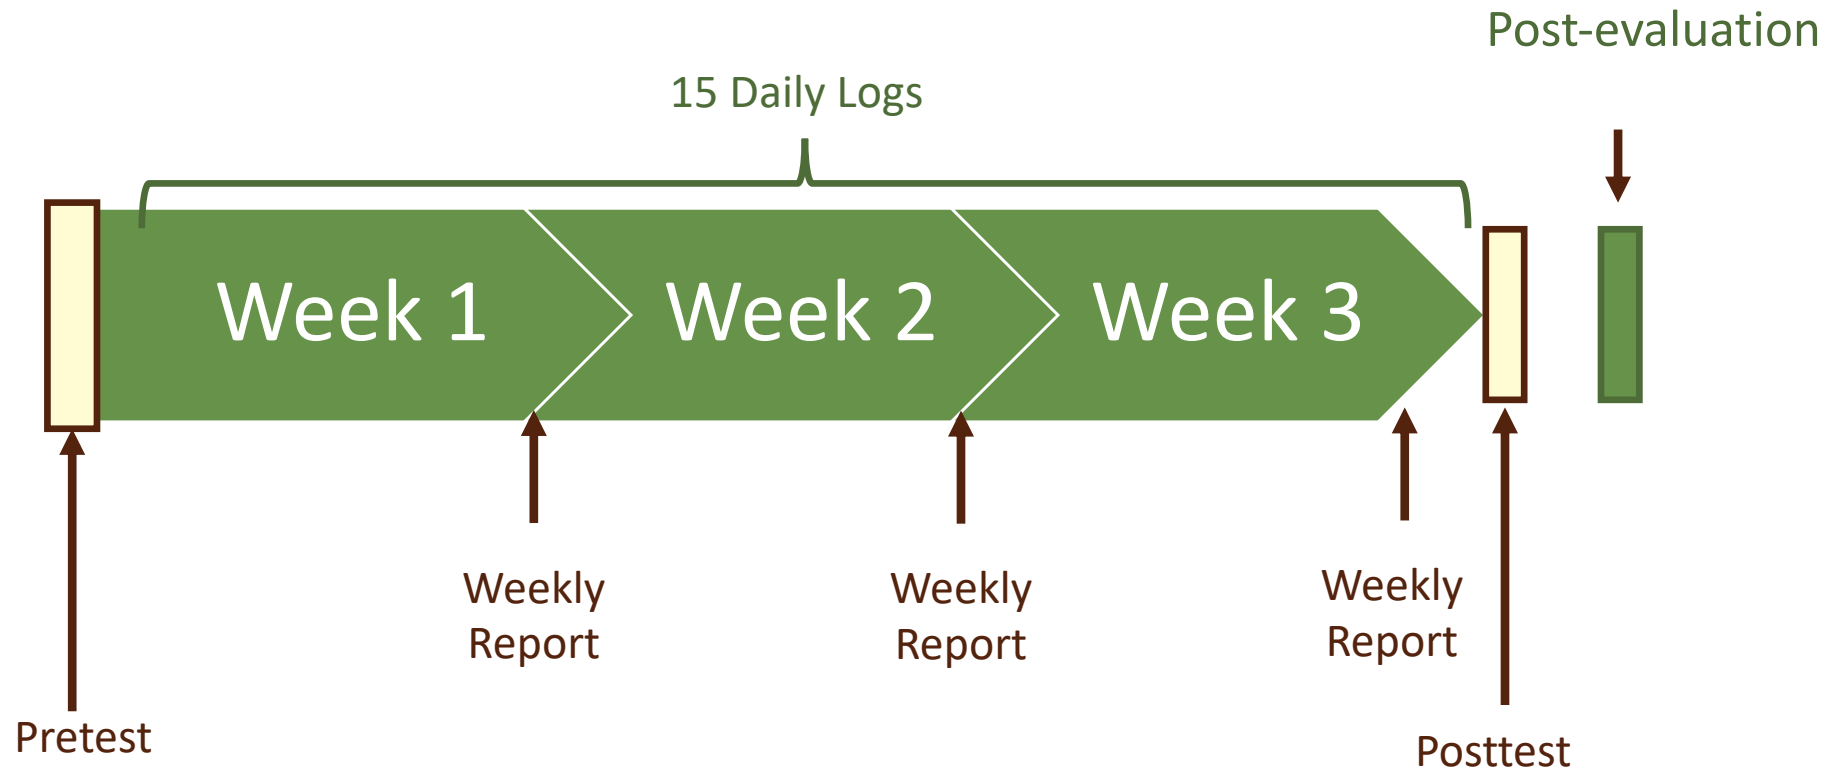 Post-evaluation
15 Daily Logs
Week 1
Week 2
Week 3
Weekly
Report
Weekly
Report
Weekly
Report
Pretest
Posttest